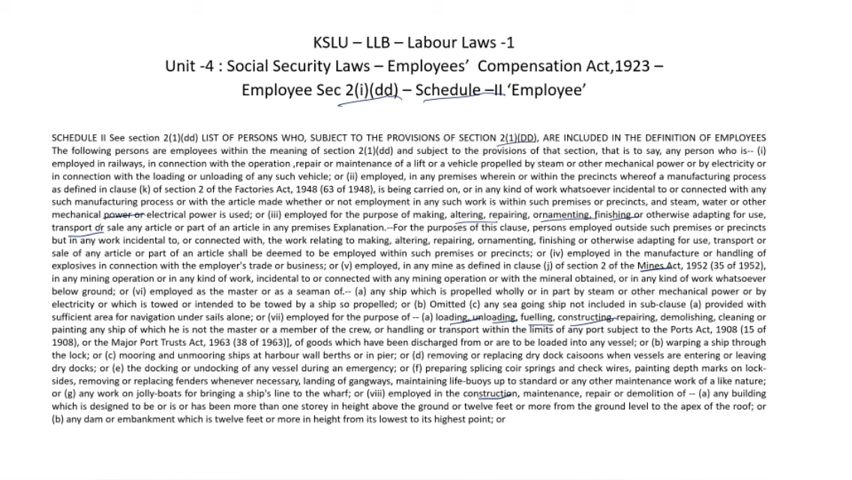 KSLU – LLB – Labour Laws -1
Unit -4 : Social Security Laws – Employees’ Compensation Act,1923 –
Employee Sec 2(i)(dd) – Schedule –II ‘Employee’
SCHEDULE II See section 2(1)(dd) LIST OF PERSONS WHO, SUBJECT TO THE PROVISIONS OF SECTION 2(1)(DD), ARE INCLUDED IN THE DEFINITION OF EMPLOYEES
The following persons are employees within the meaning of section 2(1)(dd) and subject to the provisions of that section, that is to say, any person who is-- (i)
employed in railways, in connection with the operation ,repair or maintenance of a lift or a vehicle propelled by steam or other mechanical power or by electricity or
in connection with the loading or unloading of any such vehicle; or (ii) employed, in any premises wherein or within the precincts whereof a manufacturing process
as defined in clause (k) of section 2 of the Factories Act, 1948 (63 of 1948), is being carried on, or in any kind of work whatsoever incidental to or connected with any
such manufacturing process or with the article made whether or not employment in any such work is within such premises or precincts, and steam, water or other
mechanical power or electrical power is used; or (iii) employed for the purpose of making, altering, repairing, ornamenting, finishing or otherwise adapting for use,
transport or sale any article or part of an article in any premises Explanation.--For the purposes of this clause, persons employed outside such premises or precincts
but in any work incidental to, or connected with, the work relating to making, altering, repairing, ornamenting, finishing or otherwise adapting for use, transport or
sale of any article or part of an article shall be deemed to be employed within such premises or precincts; or (iv) employed in the manufacture or handling of
explosives in connection with the employer's trade or business; or (v) employed, in any mine as defined in clause (j) of section 2 of the Mines Act, 1952 (35 of 1952),
in any mining operation or in any kind of work, incidental to or connected with any mining operation or with the mineral obtained, or in any kind of work whatsoever
below ground; or (vi) employed as the master or as a seaman of.-- (a) any ship which is propelled wholly or in part by steam or other mechanical power or by
electricity or which is towed or intended to be towed by a ship so propelled; or (b) Omitted (c) any sea going ship not included in sub-clause (a) provided with
sufficient area for navigation under sails alone; or (vii) employed for the purpose of -- (a) loading, unloading, fuelling, constructing, repairing, demolishing, cleaning or
painting any ship of which he is not the master or a member of the crew, or handling or transport within the limits of any port subject to the Ports Act, 1908 (15 of
1908), or the Major Port Trusts Act, 1963 (38 of 1963)], of goods which have been discharged from or are to be loaded into any vessel; or (b) warping a ship through
the lock; or (c) mooring and unmooring ships at harbour wall berths or in pier; or (d) removing or replacing dry dock caisoons when vessels are entering or leaving
dry docks; or (e) the docking or undocking of any vessel during an emergency; or (f) preparing splicing coir springs and check wires, painting depth marks on lock-
sides, removing or replacing fenders whenever necessary, landing of gangways, maintaining life-buoys up to standard or any other maintenance work of a like nature;
or (g) any work on jolly-boats for bringing a ship's line to the wharf; or (viii) employed in the construction, maintenance, repair or demolition of -- (a) any building
which is designed to be or is or has been more than one storey in height above the ground or twelve feet or more from the ground level to the apex of the roof; or
(b) any dam or embankment which is twelve feet or more in height from its lowest to its highest point; or